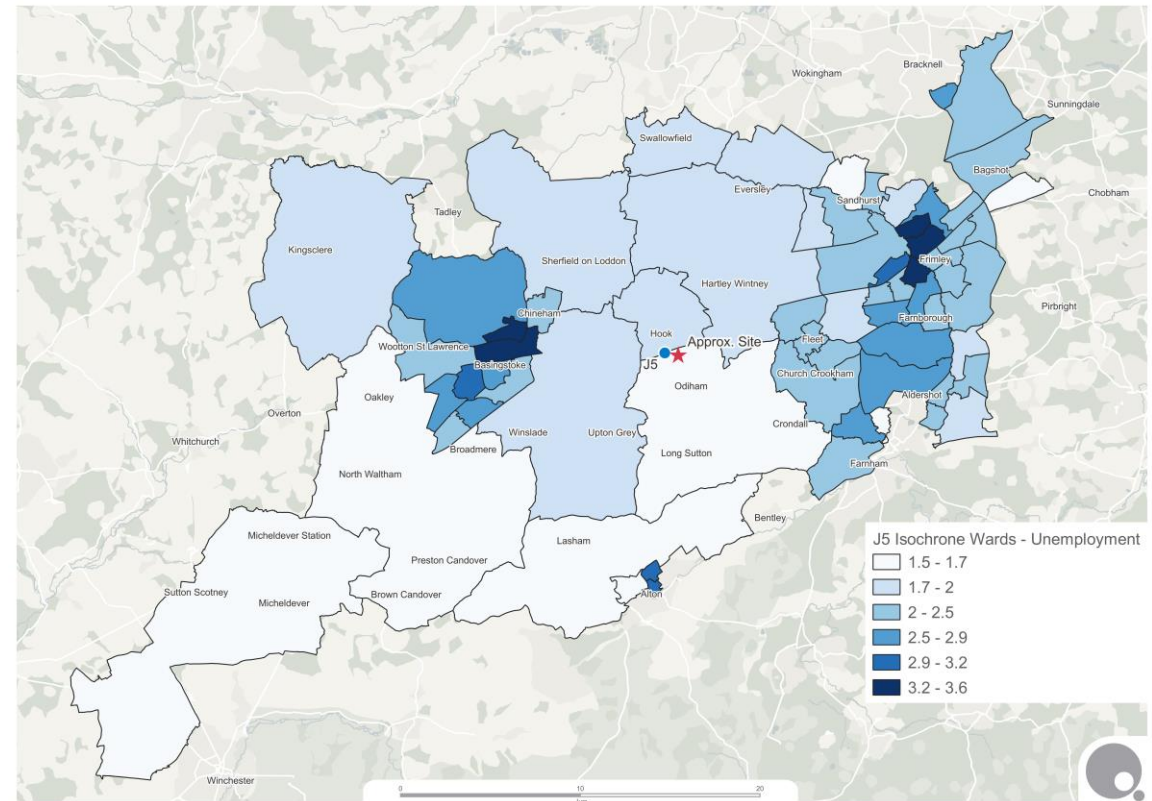 Bracknell
Wokingham
Sunningdale
Swallowfield
Bagshot
Eversley
Sandhurst
Chobham
Tadley
Kingsclere
Sherfield on Loddon
Frimley
Hartley Wintney
Pirbright
Chineham
Farnborough
Hook
Approx. Site
Fleet
Wootton St Lawrence
J5
Basingstoke
Church Crookham
Odiham
Oakley
Aldershot
Overton
Crondall
Winslade
Upton Grey
Whitchurch
Broadmere
Long Sutton
Farnham
North Waltham
Bentley
Micheldever Station
Lasham
J5 Isochrone Wards - Unemployment
1.5 - 1.7
1.7 - 2
2 - 2.5
2.5 - 2.9
2.9 - 3.2
3.2 - 3.6
Preston Candover
Sutton Scotney
Micheldever
Brown Candover
Alton
Winchester
0 10 20
km